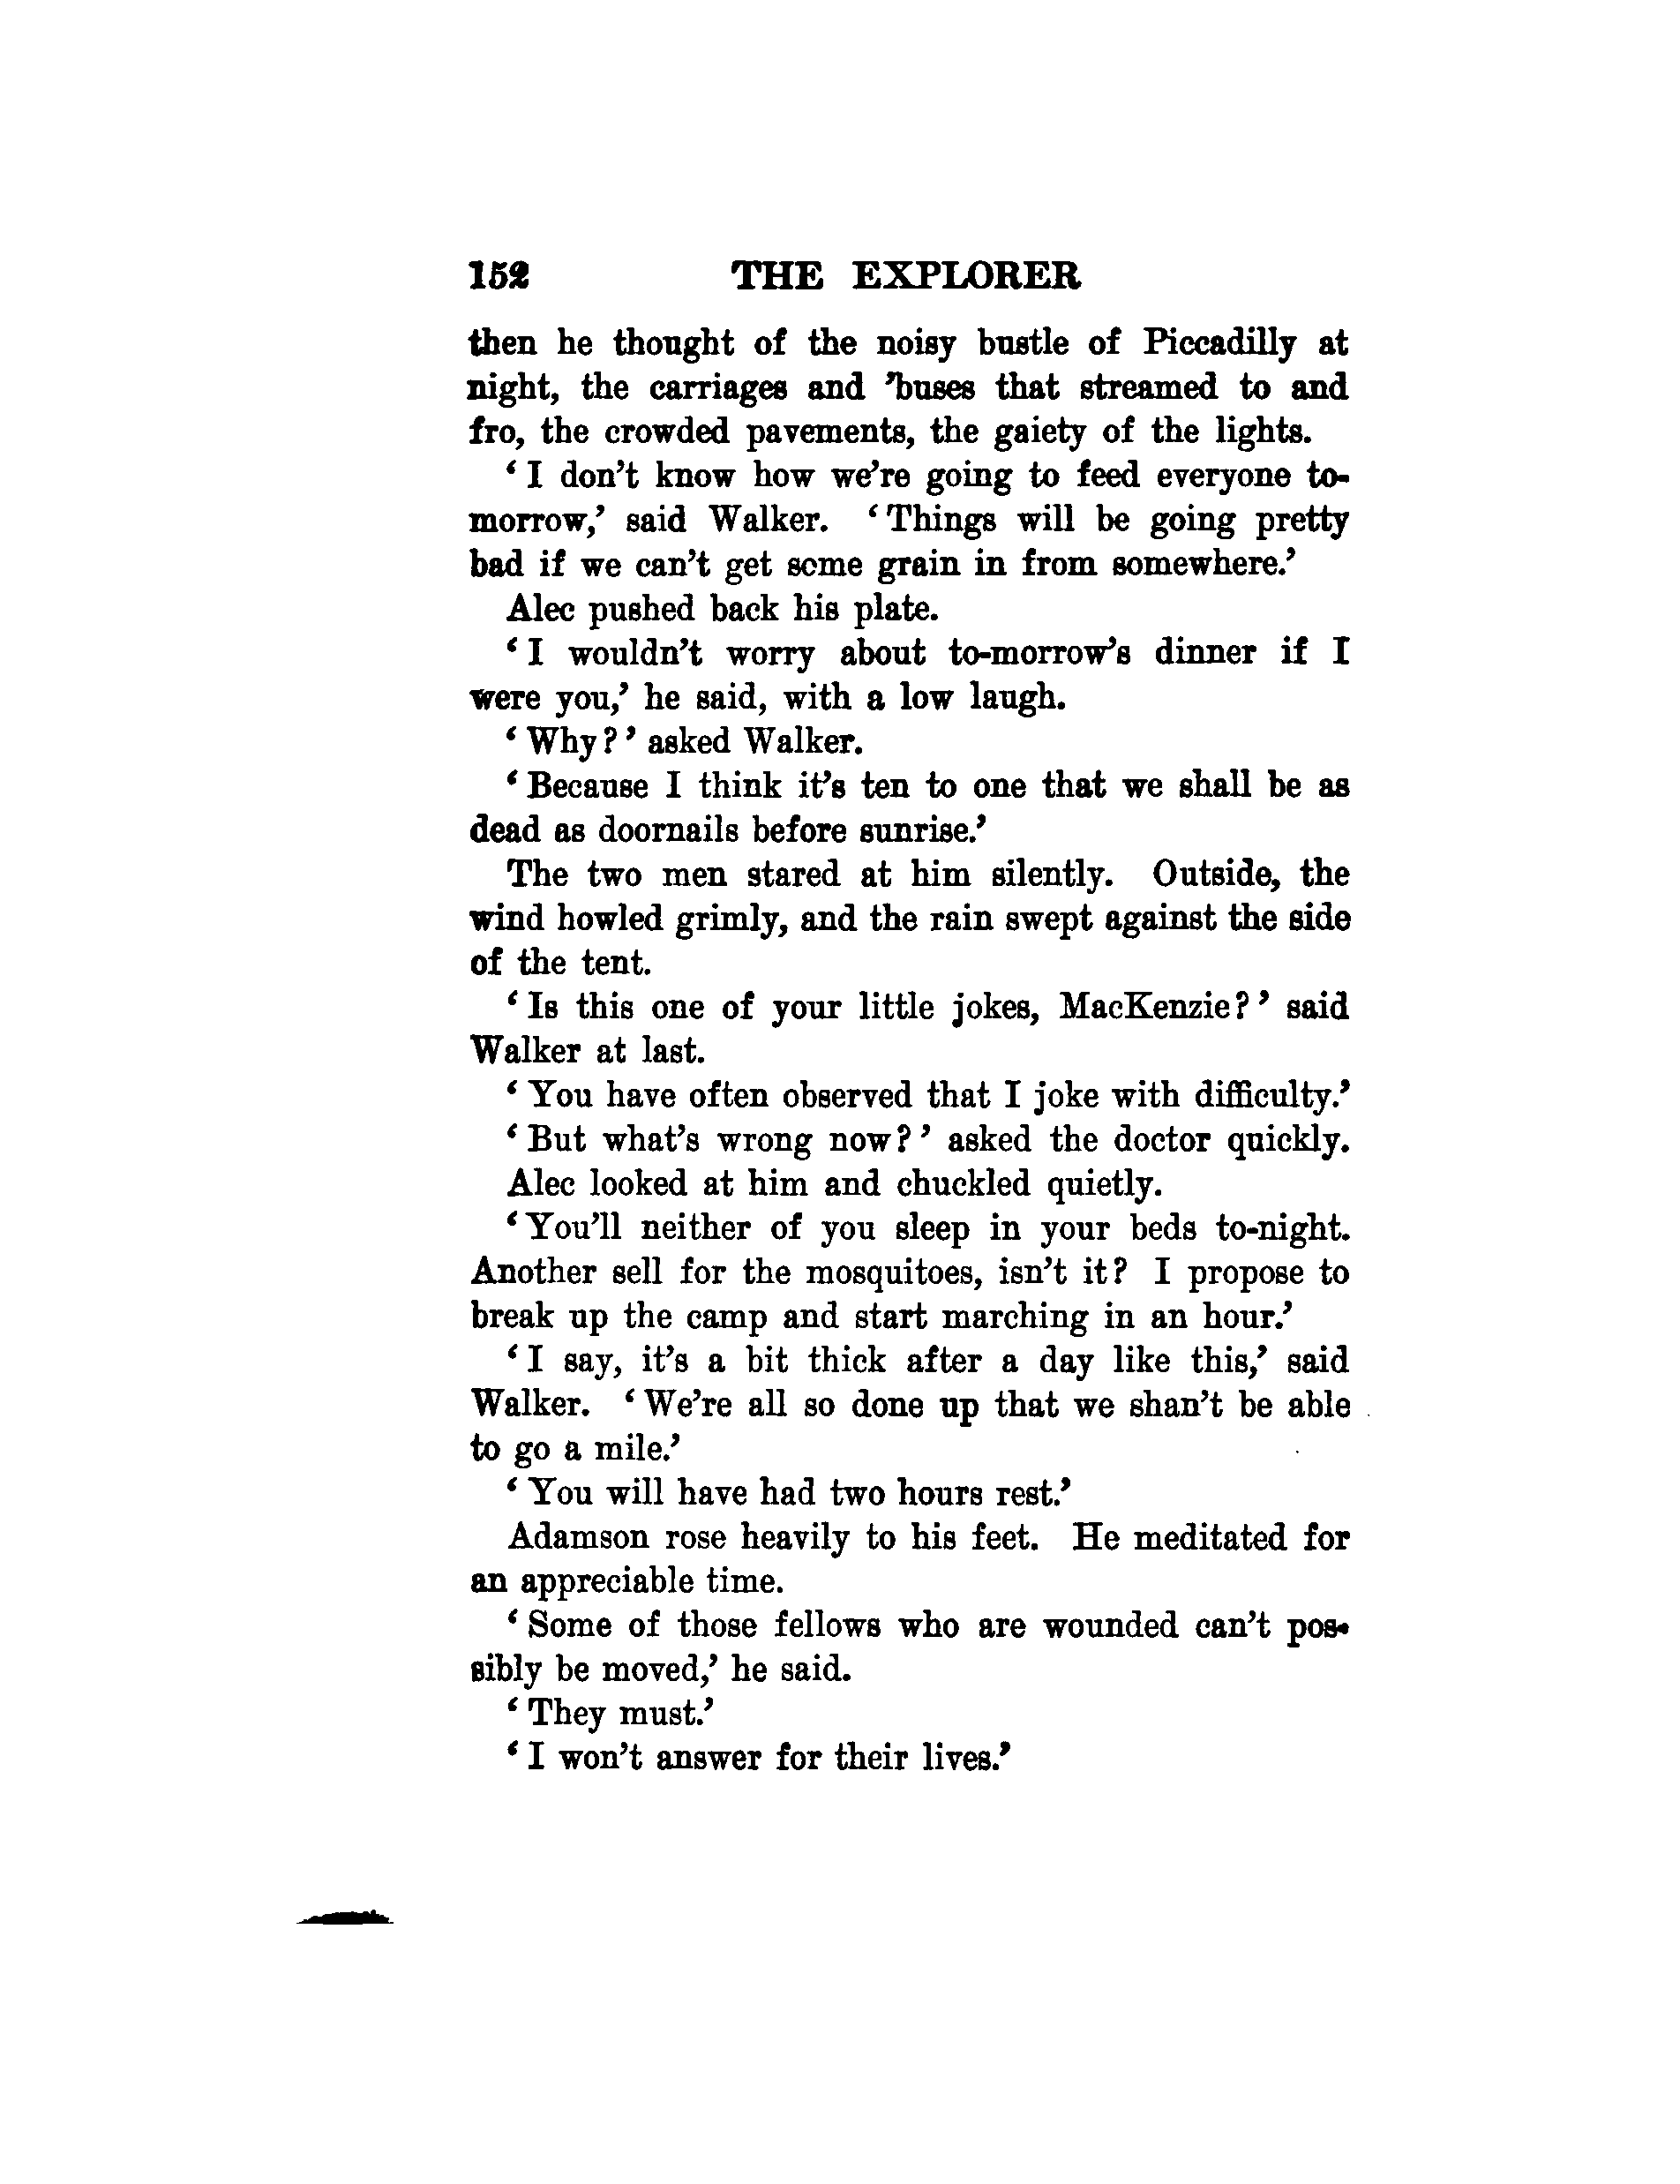 152 THE EXPLORER
then he thought of the noisy bustle of Piccadilly at
night, the carriages and ’buses that streamed to and
fro, the crowded pavements, the gaiety of the lights.
‘I don’t know how we’re going to feed everyone to-
morrow,’ said Walker. ‘Things will be going pretty
bad if we can’t get some grain in from somewhere.’
Alec pushed back his plate.
‘I wouldn’t worry about to-morrow’s dinner if I
were you,’ he said, with a low laugh.
‘Why?’ asked Walker.
‘Because I think it’s ten to one that we shall be as
dead as doornails before sunrise.’
The two men stared at him silently. Outside, the
wind howled grimly, and the rain swept against the side
of the tent.
‘Is this one of your little jokes, MacKenzie?’ said
Walker at last.
‘You have often observed that I joke with difficulty.’
‘But what’s wrong now?’ asked the doctor quickly.
Alec looked at him and chuckled quietly.
‘You’ll neither of you sleep in your beds to-night.
Another sell for the mosquitoes, isn’t it? I propose to
break up the camp and start marching in an hour.’
‘I say, it’s a bit thick after a day like this,’ said
Walker. ‘We’re all so done up that we shan’t be able
to go a mile.’
‘You will have had two hours rest.’
Adamson rose heavily to his feet. He meditated for
an appreciable time.
‘Some of those fellows who are wounded can’t pos-
sibly be moved,’ he said.
‘They must.’
‘I won’t answer for their lives.’